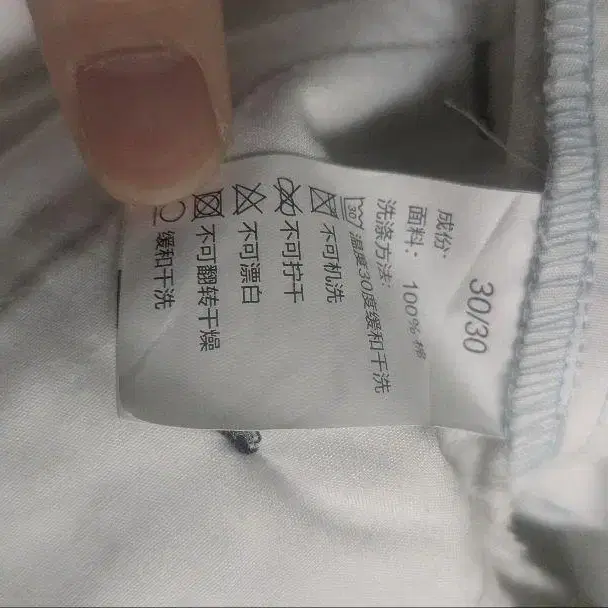 30/30
成份:
面料: 100%棉
洗涤方法:
30 温度30度缓和干洗
不可机洗
不可拧干
不可漂白
不可翻转干燥
缓和干洗